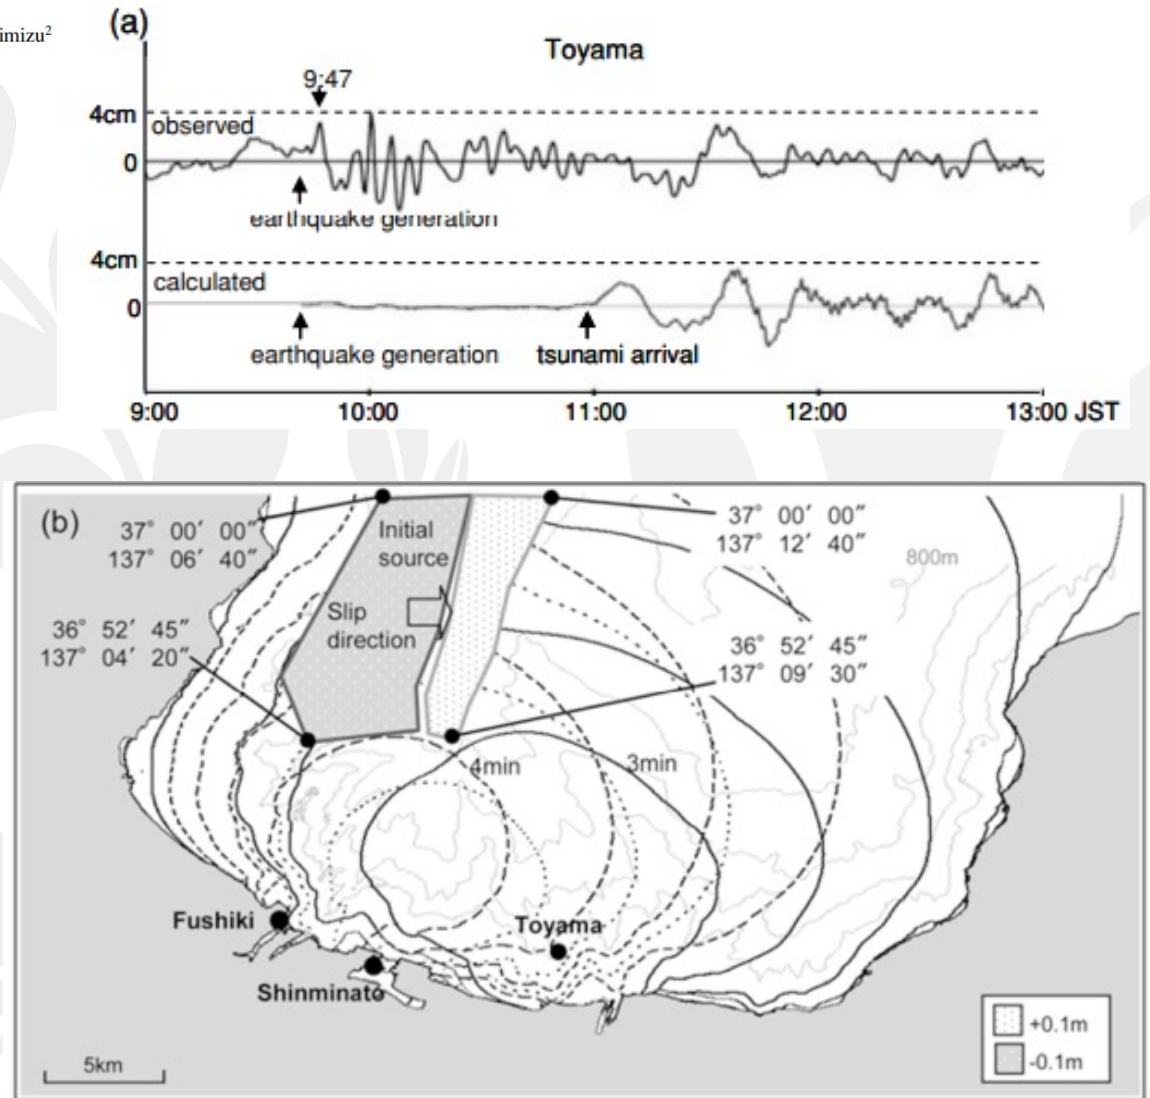 imizu²
(a)
Toyama
9:47
4cm
observed
0
earthquake generation
4cm
calculated
0
earthquake generation
tsunami arrival
9:00 10:00 11:00 12:00 13:00 JST
(b)
37° 00′ 00″
137° 06′ 40″
Initial
source
37° 00′ 00″
137° 12′ 40″
800m
Slip
direction
36° 52′ 45″
137° 04′ 20″
36° 52′ 45″
137° 09′ 30″
4min
3min
Fushiki
Toyama
Shinminato
+0.1m
-0.1m
5km